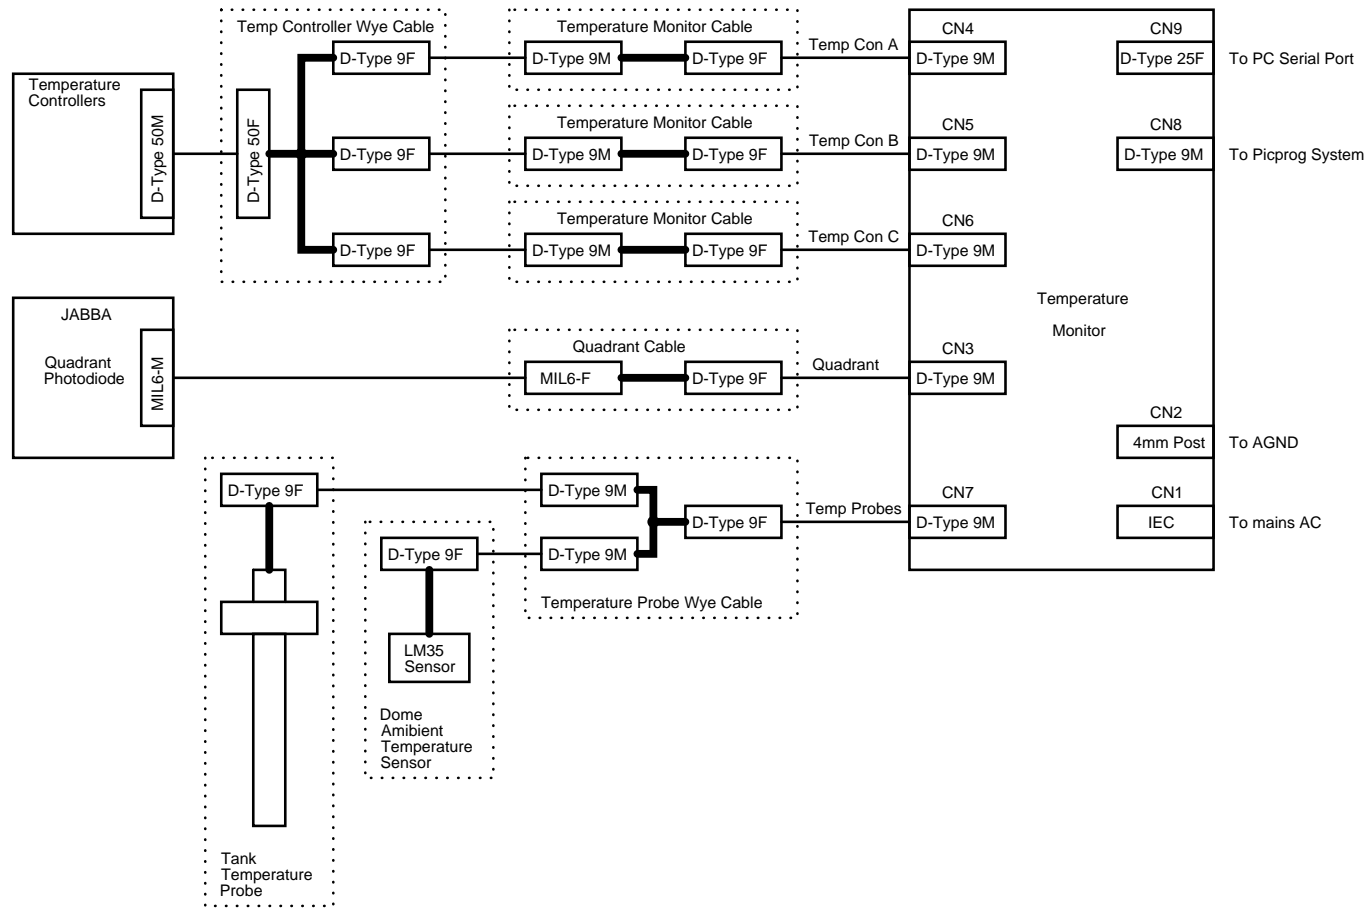 Temp Controller Wye Cable
Temperature Monitor Cable
CN4
CN9
D-Type 9F
D-Type 9M
D-Type 9F
Temp Con A
D-Type 9M
D-Type 25F
To PC Serial Port
Temperature
Controllers
D-Type 50M
D-Type 50F
Temperature Monitor Cable
CN5
CN8
D-Type 9F
D-Type 9M
D-Type 9F
Temp Con B
D-Type 9M
D-Type 9M
To Picprog System
Temperature Monitor Cable
CN6
D-Type 9F
D-Type 9M
D-Type 9F
Temp Con C
D-Type 9M
Temperature
Monitor
JABBA
Quadrant
Photodiode
MIL6-M
Quadrant Cable
CN3
MIL6-F
D-Type 9F
Quadrant
D-Type 9M
CN2
4mm Post
To AGND
D-Type 9F
D-Type 9M
CN7
CN1
D-Type 9F
Temp Probes
D-Type 9M
IEC
To mains AC
D-Type 9F
D-Type 9M
Temperature Probe Wye Cable
LM35
Sensor
Dome
Amibient
Temperature
Sensor
Tank
Temperature
Probe